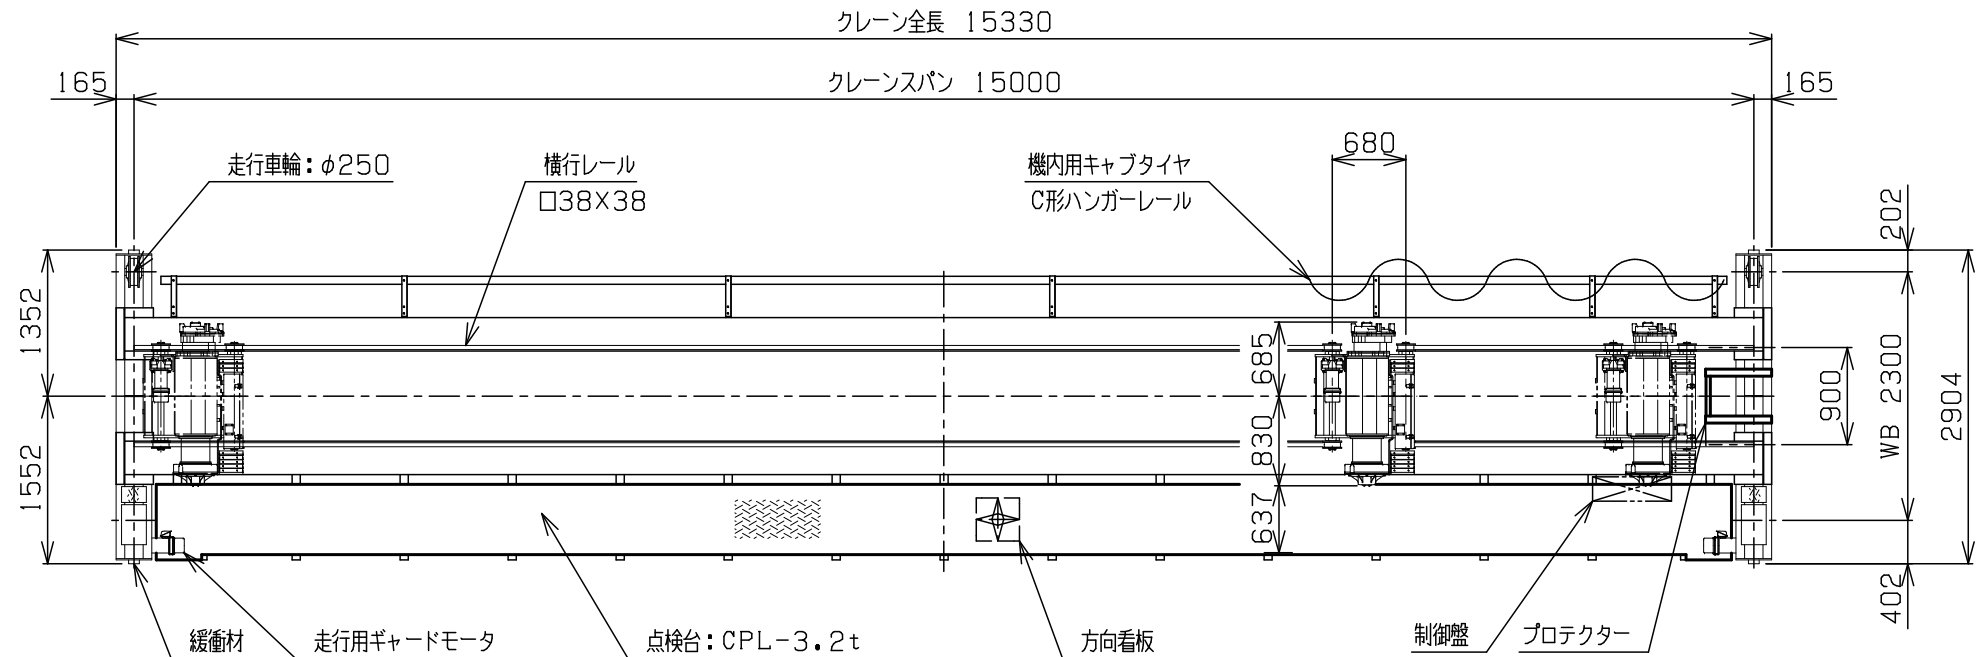 クレーン全長 15330
165
クレーンスパン 15000
165
680
走行車輪:φ250
横行レール
□38×38
機内用キャブタイヤ
C形ハンガーレール
202
1352
685
900
WB 2300
2904
1552
830
637
402
緩衝材
走行用ギャードモータ
点検台:CPL-3.2t
方向看板
制御盤
プロテクター